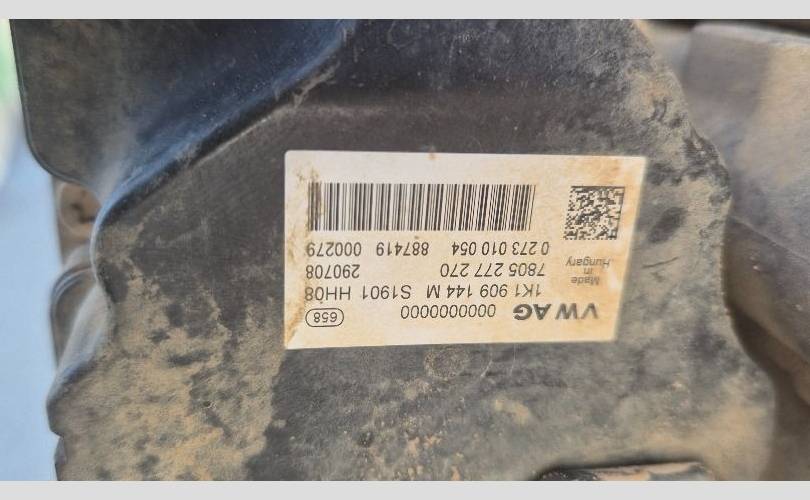 VW AG 0000000000 658
1K1 909 144 M S1901 HH08
7805 277 270 290708
0 273 010 054 887419 000279
Made
in
Hungary